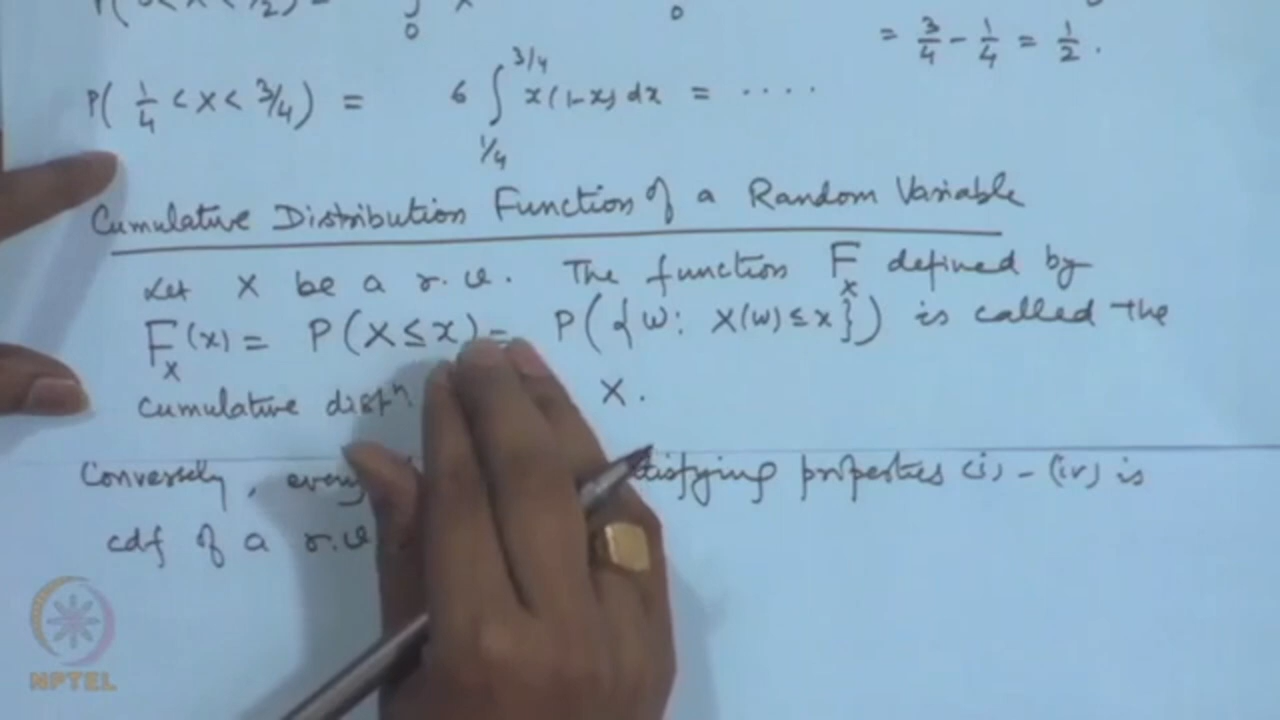 = 3/4 - 1/4 = 1/2 .
P( 1/4 < X < 3/4 ) = 6 ∫_{1/4}^{3/4} x(1-x) dx = ....
Cumulative Distribution Function of a Random Variable
Let X be a r.v. The function F_X defined by
F_X(x) = P(X ≤ x) = P({ω: X(ω) ≤ x}) is called the
cumulative distⁿ X.
Conversely, every properties (i) - (iv) is
cdf of a r.v.
NPTEL